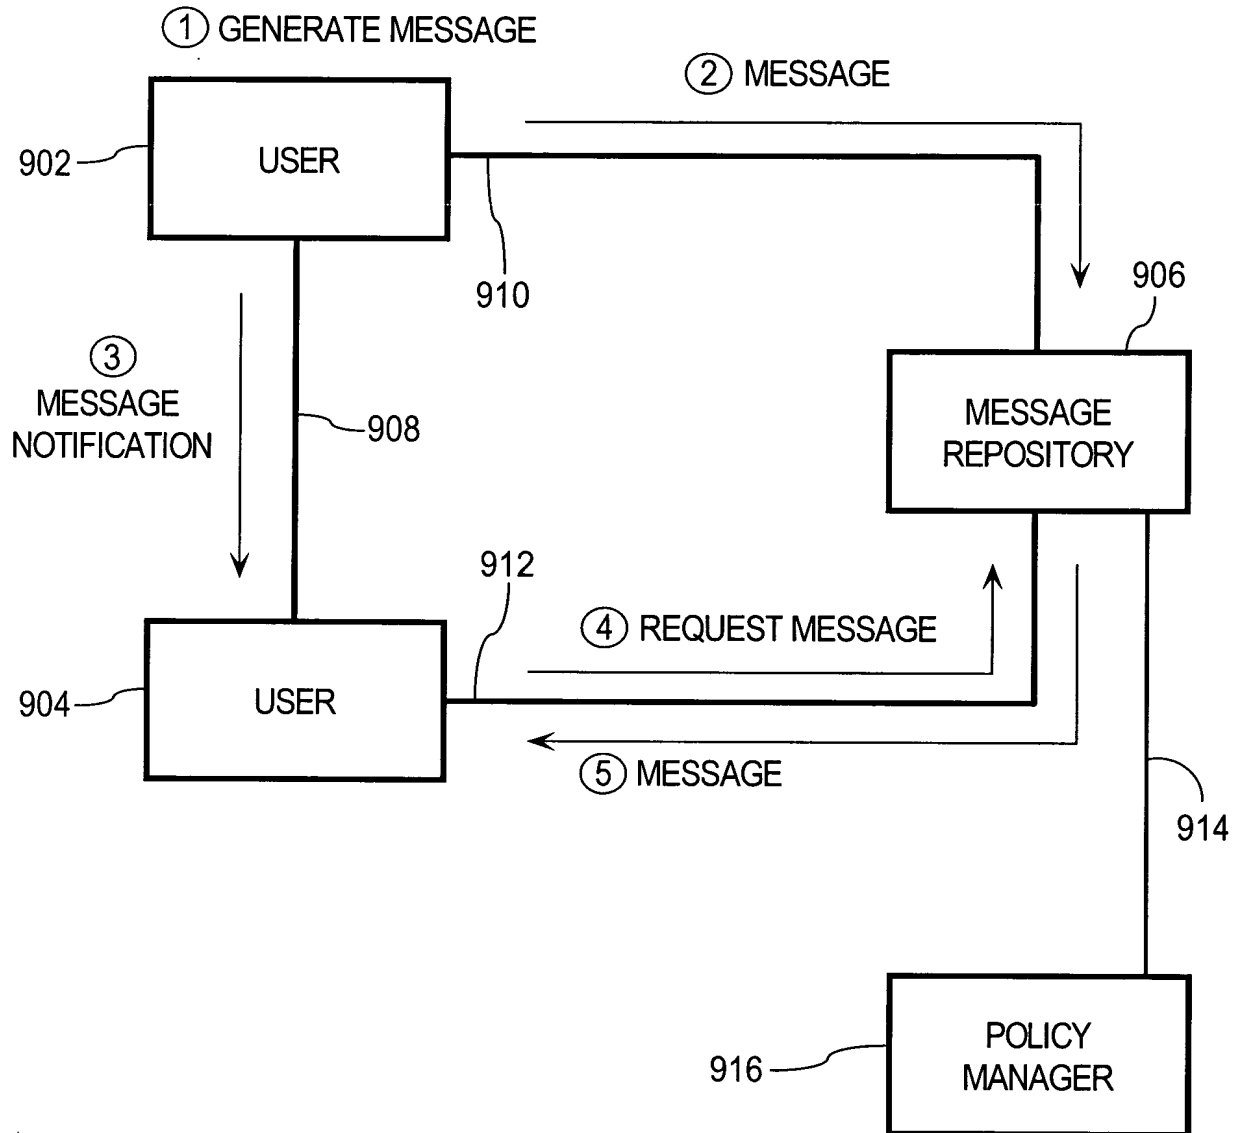 ① GENERATE MESSAGE
② MESSAGE
902
USER
910
906
③
MESSAGE
NOTIFICATION
908
MESSAGE
REPOSITORY
912
④ REQUEST MESSAGE
904
USER
⑤ MESSAGE
914
916
POLICY
MANAGER